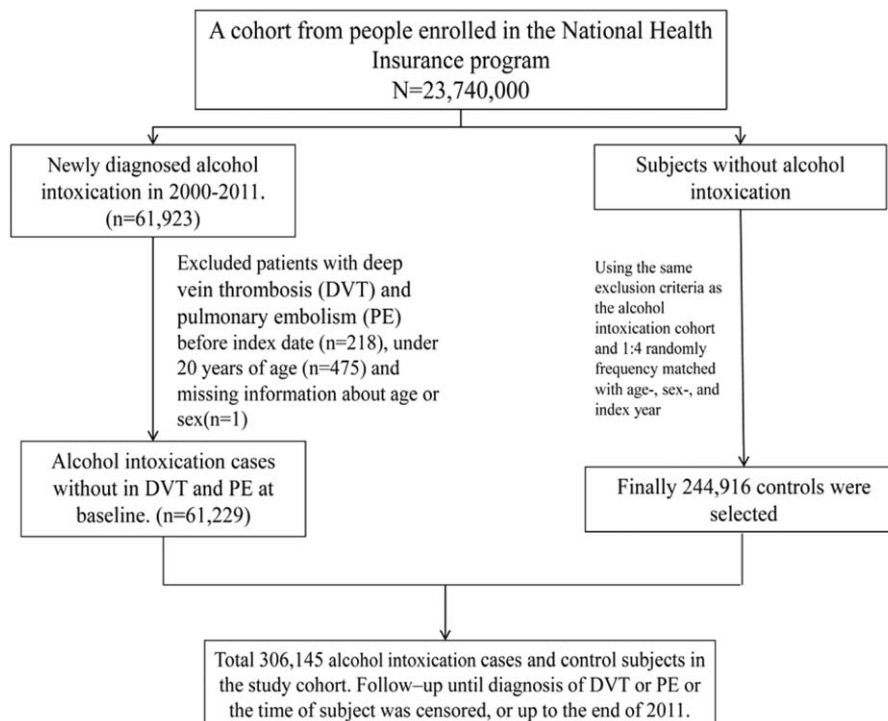 A cohort from people enrolled in the National Health
Insurance program
N=23,740,000
Newly diagnosed alcohol
intoxication in 2000-2011.
(n=61,923)
Subjects without alcohol
intoxication
Excluded patients with deep
vein thrombosis (DVT) and
pulmonary embolism (PE)
before index date (n=218), under
20 years of age (n=475) and
missing information about age or
sex(n=1)
Using the same
exclusion criteria as
the alcohol
intoxication cohort
and 1:4 randomly
frequency matched
with age-, sex-, and
index year
Alcohol intoxication cases
without in DVT and PE at
baseline. (n=61,229)
Finally 244,916 controls were
selected
Total 306,145 alcohol intoxication cases and control subjects in
the study cohort. Follow–up until diagnosis of DVT or PE or
the time of subject was censored, or up to the end of 2011.